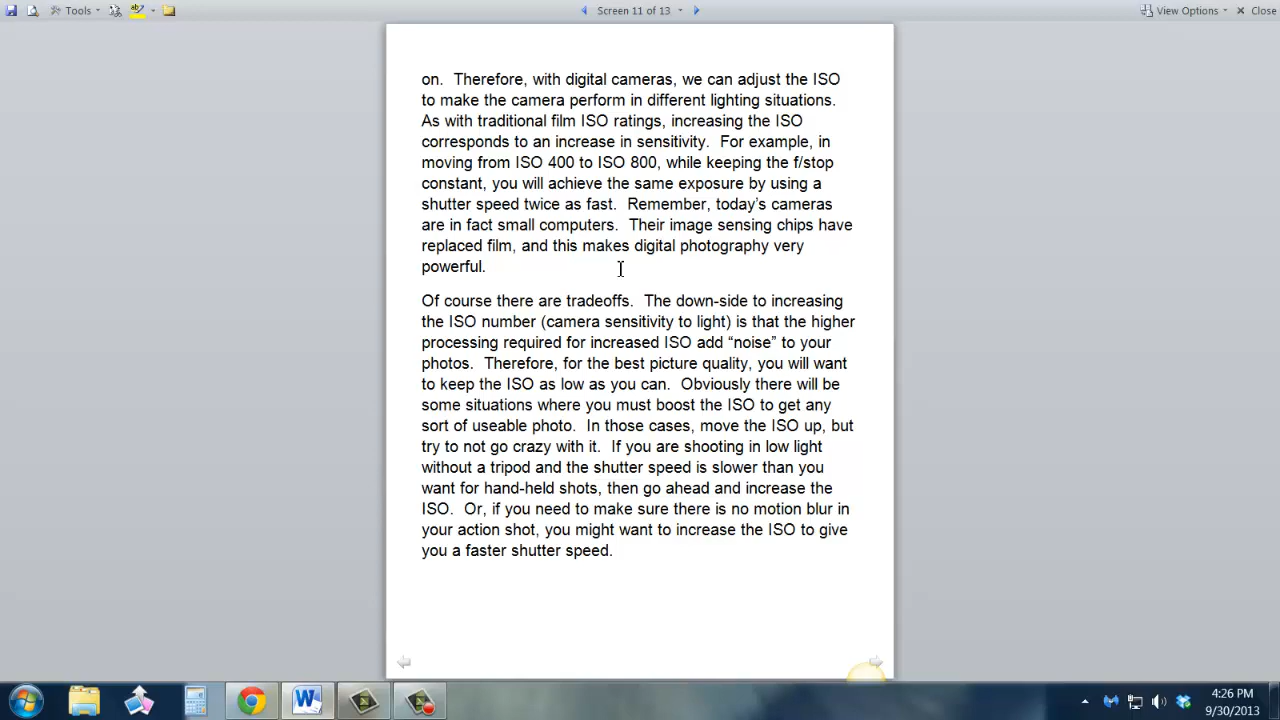 Tools
Screen 11 of 13
View Options
Close
on.  Therefore, with digital cameras, we can adjust the ISO
to make the camera perform in different lighting situations.
As with traditional film ISO ratings, increasing the ISO
corresponds to an increase in sensitivity.  For example, in
moving from ISO 400 to ISO 800, while keeping the f/stop
constant, you will achieve the same exposure by using a
shutter speed twice as fast.  Remember, today's cameras
are in fact small computers.  Their image sensing chips have
replaced film, and this makes digital photography very
powerful.
Of course there are tradeoffs.  The down-side to increasing
the ISO number (camera sensitivity to light) is that the higher
processing required for increased ISO add “noise” to your
photos.  Therefore, for the best picture quality, you will want
to keep the ISO as low as you can.  Obviously there will be
some situations where you must boost the ISO to get any
sort of useable photo.  In those cases, move the ISO up, but
try to not go crazy with it.  If you are shooting in low light
without a tripod and the shutter speed is slower than you
want for hand-held shots, then go ahead and increase the
ISO.  Or, if you need to make sure there is no motion blur in
your action shot, you might want to increase the ISO to give
you a faster shutter speed.
4:26 PM
9/30/2013